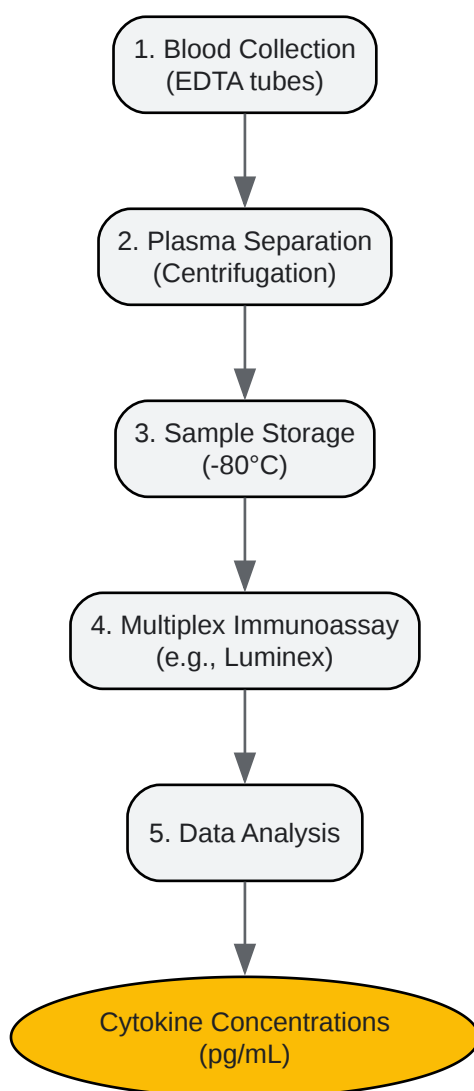 1. Blood Collection
(EDTA tubes)
2. Plasma Separation
(Centrifugation)
3. Sample Storage
(-80°C)
4. Multiplex Immunoassay
(e.g., Luminex)
5. Data Analysis
Cytokine Concentrations
(pg/mL)